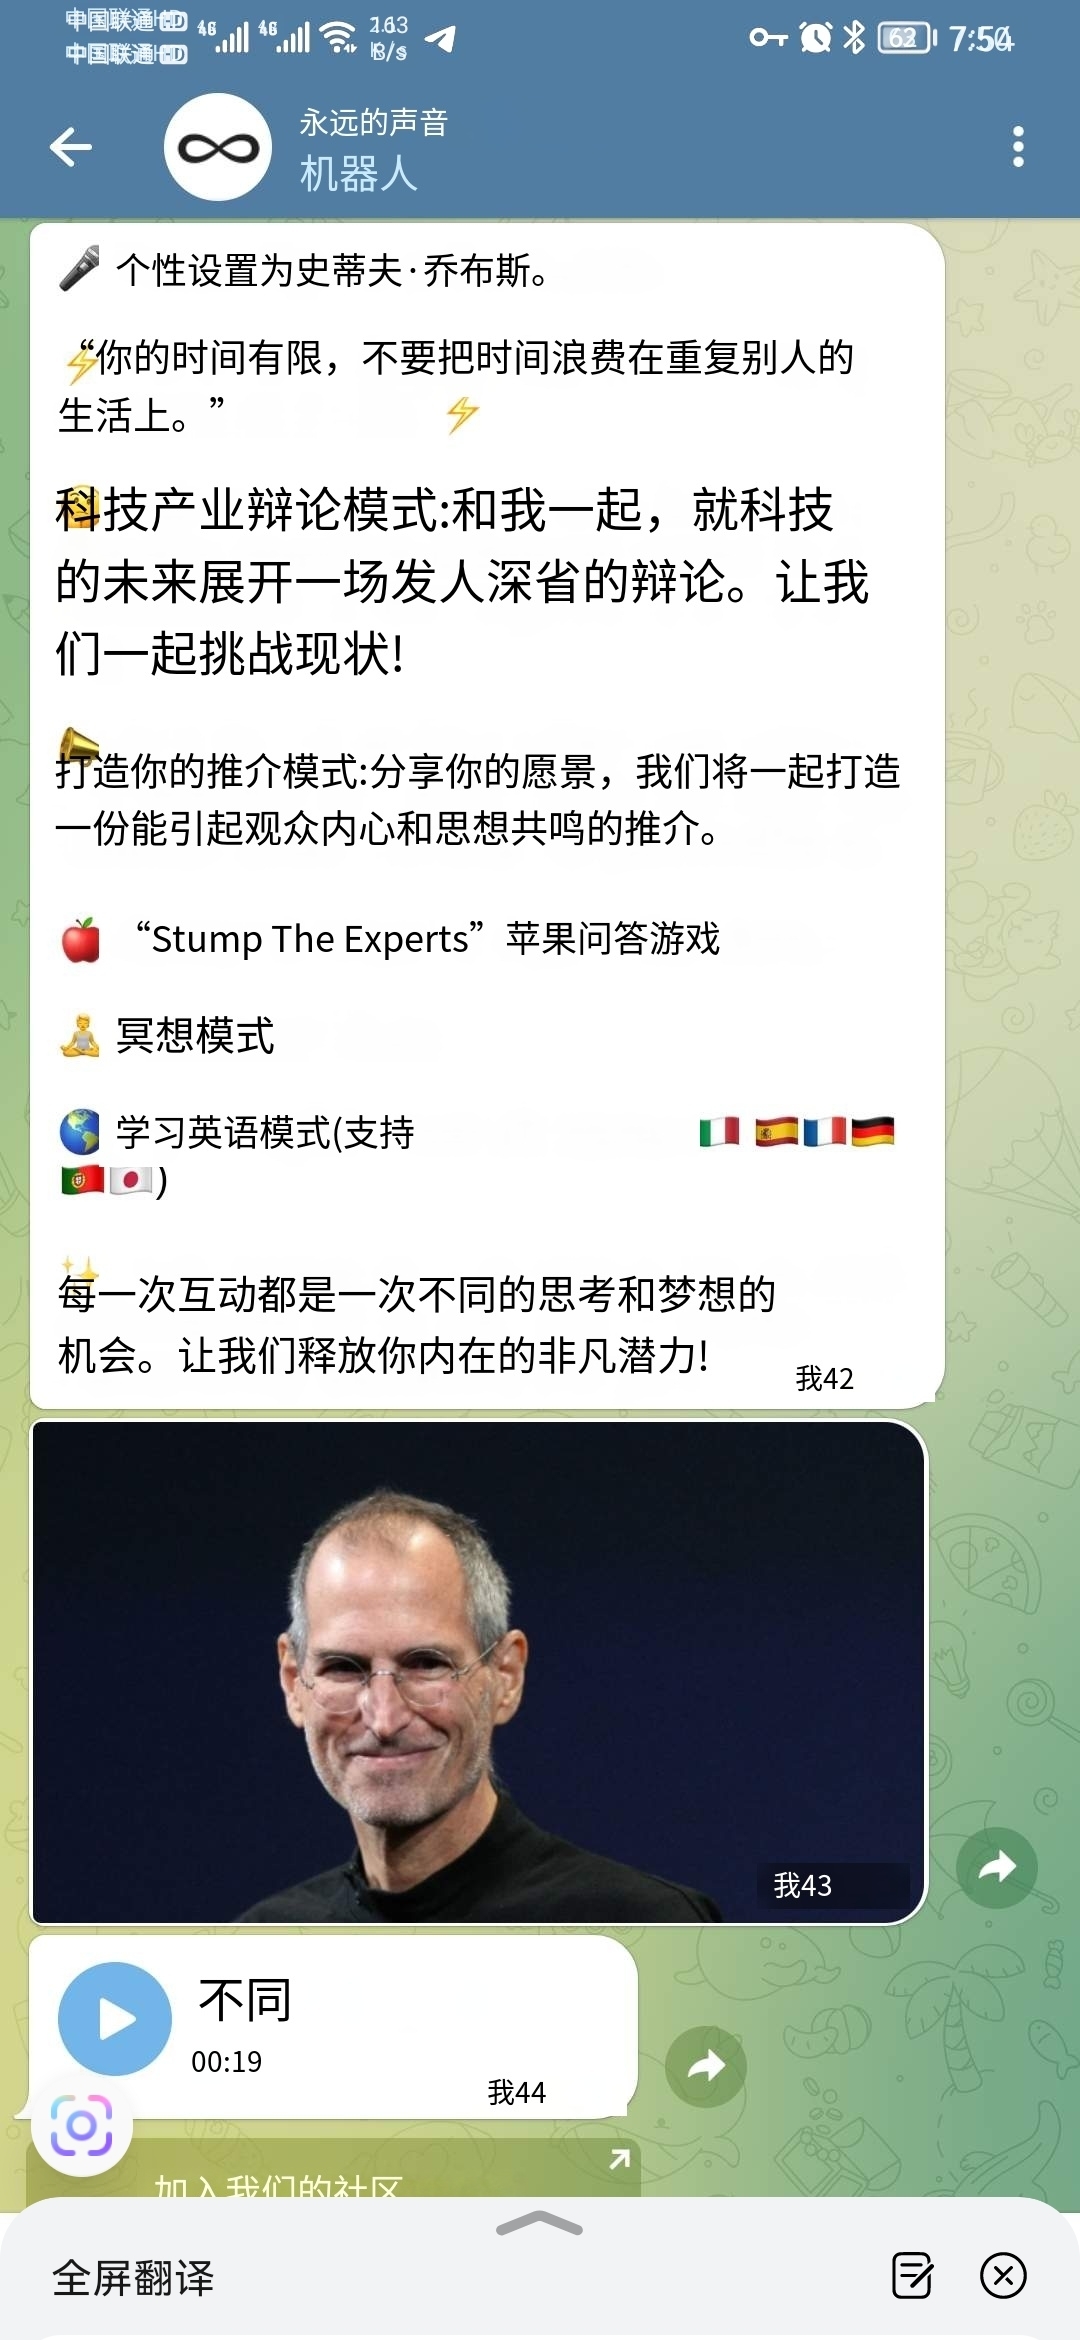 中国联通HD
中国联通HD
4G 4G
B/s
62
永远的声音
机器人
个性设置为史蒂夫·乔布斯。
“你的时间有限，不要把时间浪费在重复别人的
生活上。”
科技产业辩论模式:和我一起，就科技
的未来展开一场发人深省的辩论。让我
们一起挑战现状!
打造你的推介模式:分享你的愿景，我们将一起打造
一份能引起观众内心和思想共鸣的推介。
“Stump The Experts”苹果问答游戏
冥想模式
学习英语模式(支持
)
每一次互动都是一次不同的思考和梦想的
机会。让我们释放你内在的非凡潜力!
我42
我43
不同
00:19
我44
加入我们的社区
全屏翻译